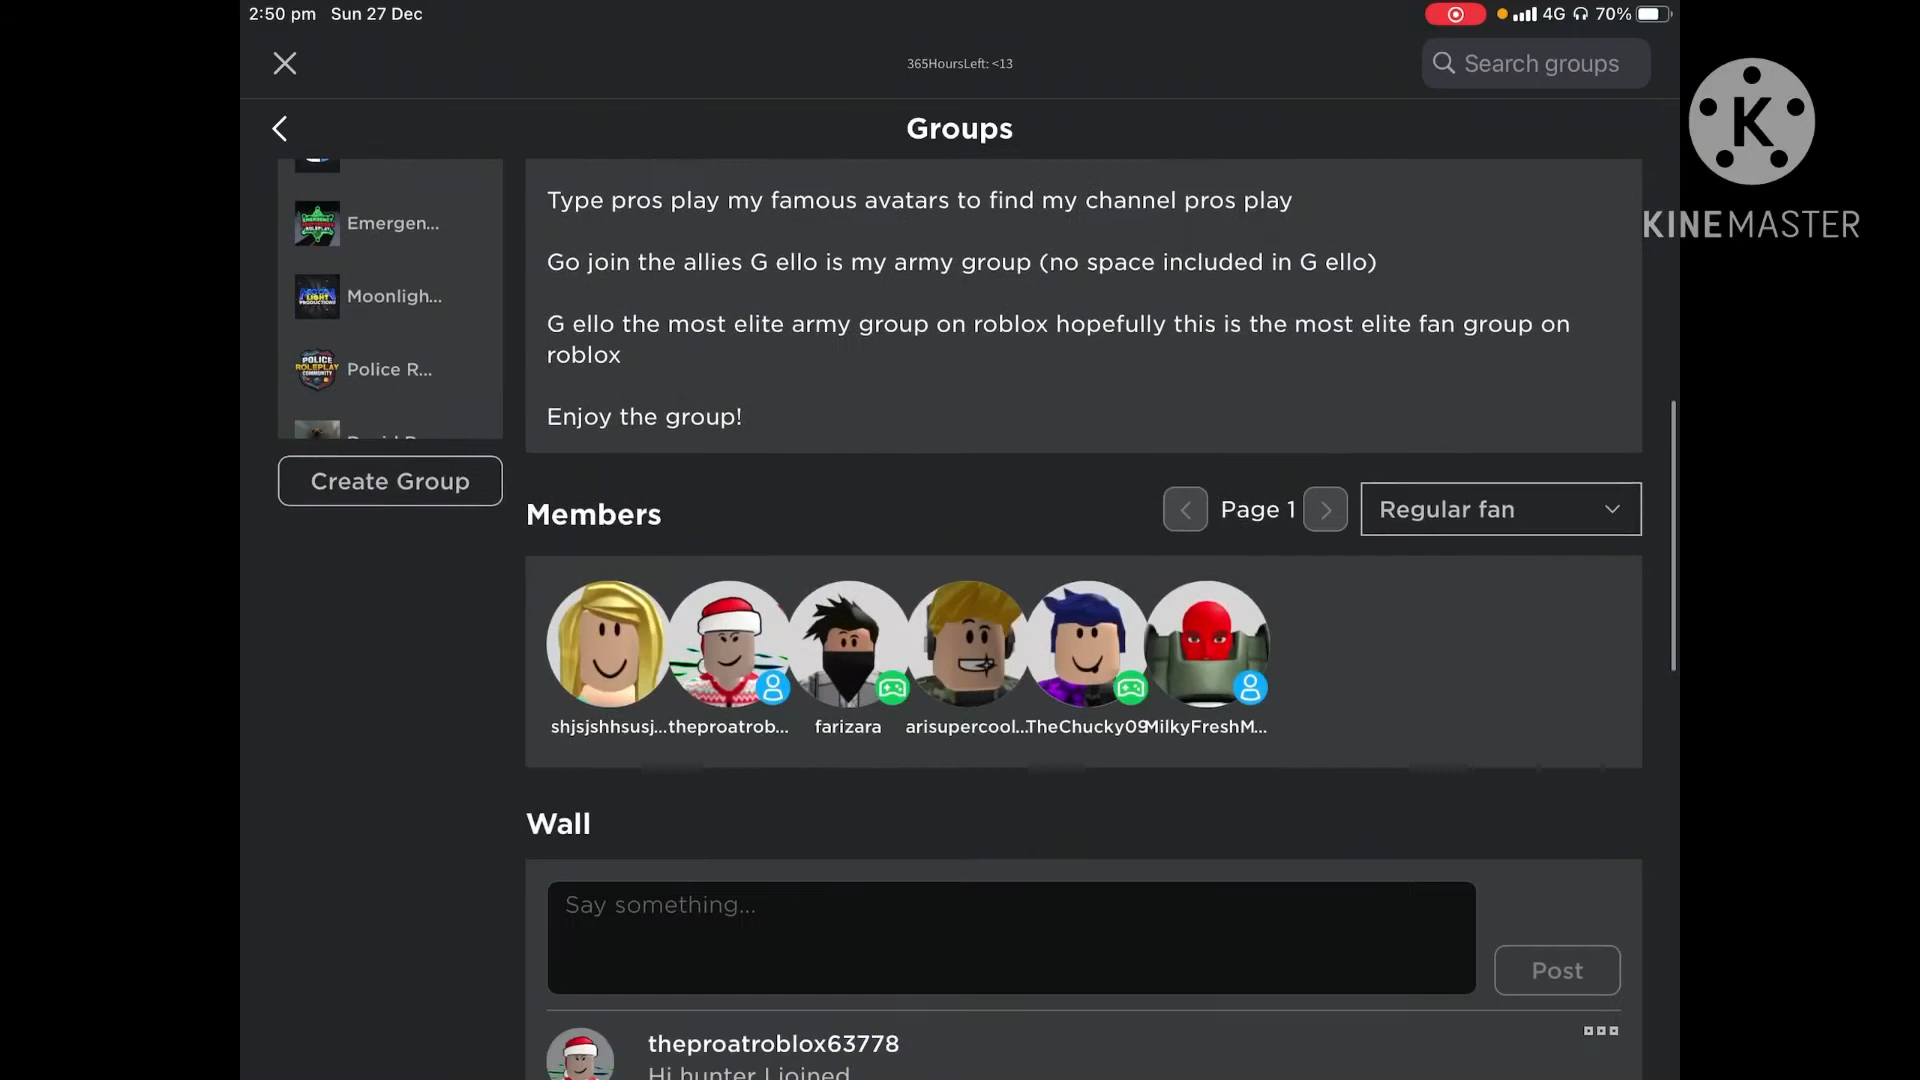 2:50 pm Sun 27 Dec
4G 70%
365HoursLeft: <13
Search groups
K
KINEMASTER
Groups
Emergen...
Moonligh...
POLICE
ROLEPLAY
COMMUNITY
Police R...
Create Group
Type pros play my famous avatars to find my channel pros play
Go join the allies G ello is my army group (no space included in G ello)
G ello the most elite army group on roblox hopefully this is the most elite fan group on
roblox
Enjoy the group!
Members
Page 1
Regular fan
shjsjshhsusj...
theproatrob...
farizara
arisupercool...
TheChucky09
MilkyFreshM...
Wall
Say something...
Post
theproatroblox63778
Hi hunter I joined